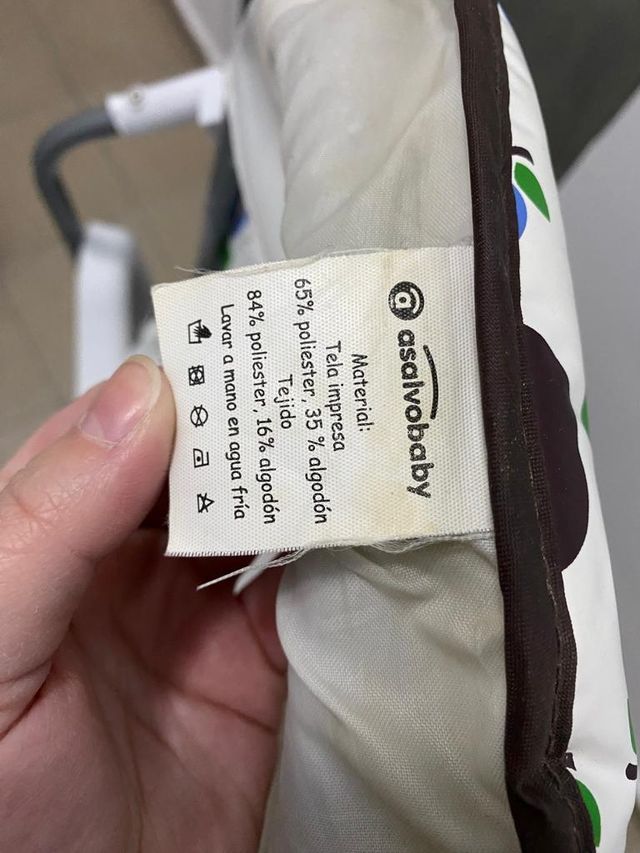 asalvobaby
Material:
Tela impresa
65% poliester, 35 % algodón
Tejido
84% poliester, 16% algodón
Lavar a mano en agua fría